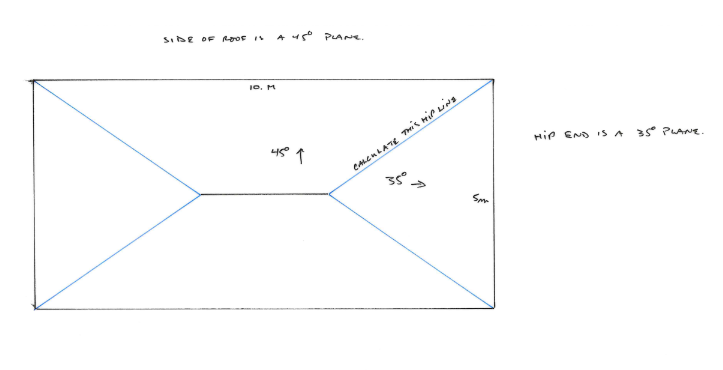 SIDE OF ROOF IS A 45° PLANE.
10. M
CALCULATE THIS HIP LINE
HIP END IS A 35° PLANE.
45° ↑
35° →
5m